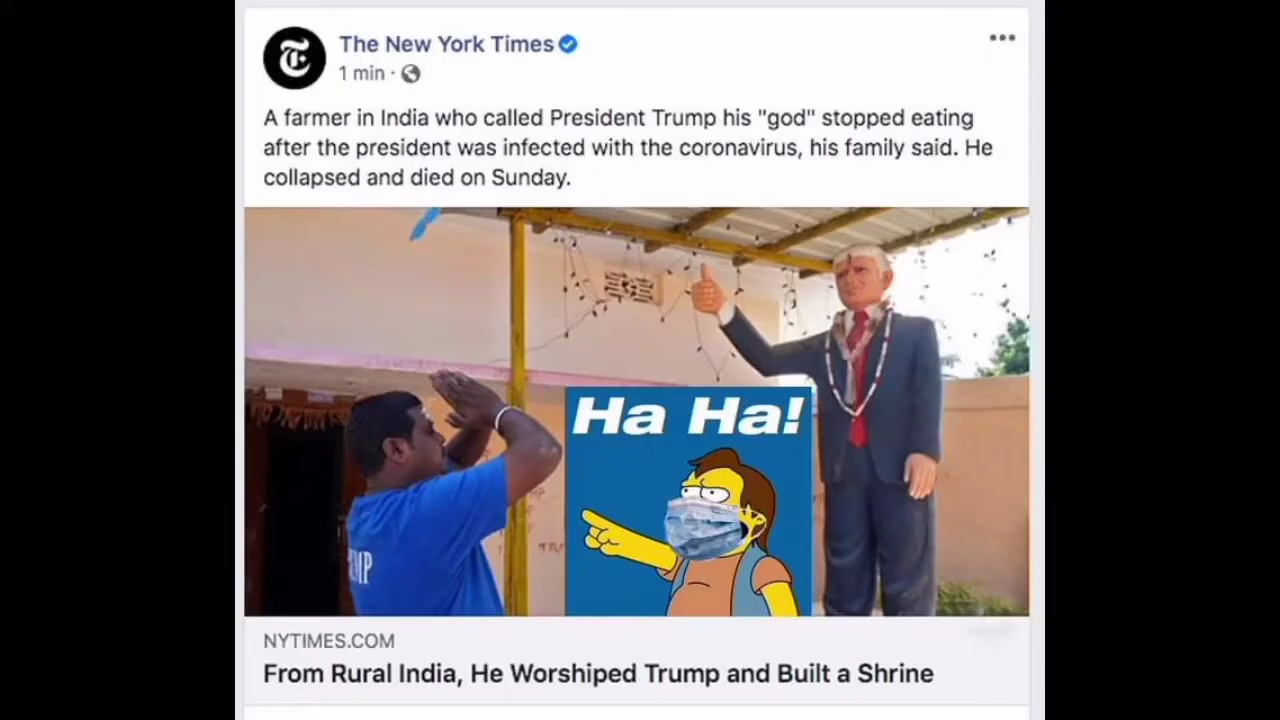 The New York Times
1 min
A farmer in India who called President Trump his "god" stopped eating
after the president was infected with the coronavirus, his family said. He
collapsed and died on Sunday.
Ha Ha!
NYTIMES.COM
From Rural India, He Worshiped Trump and Built a Shrine